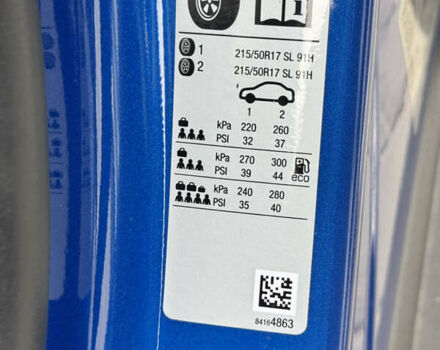 1 215/50R17 SL 91H
2 215/50R17 SL 91H
1 2
kPa 220 260
PSI 32 37
kPa 270 300
PSI 39 44 eco
kPa 240 280
PSI 35 40
84164863